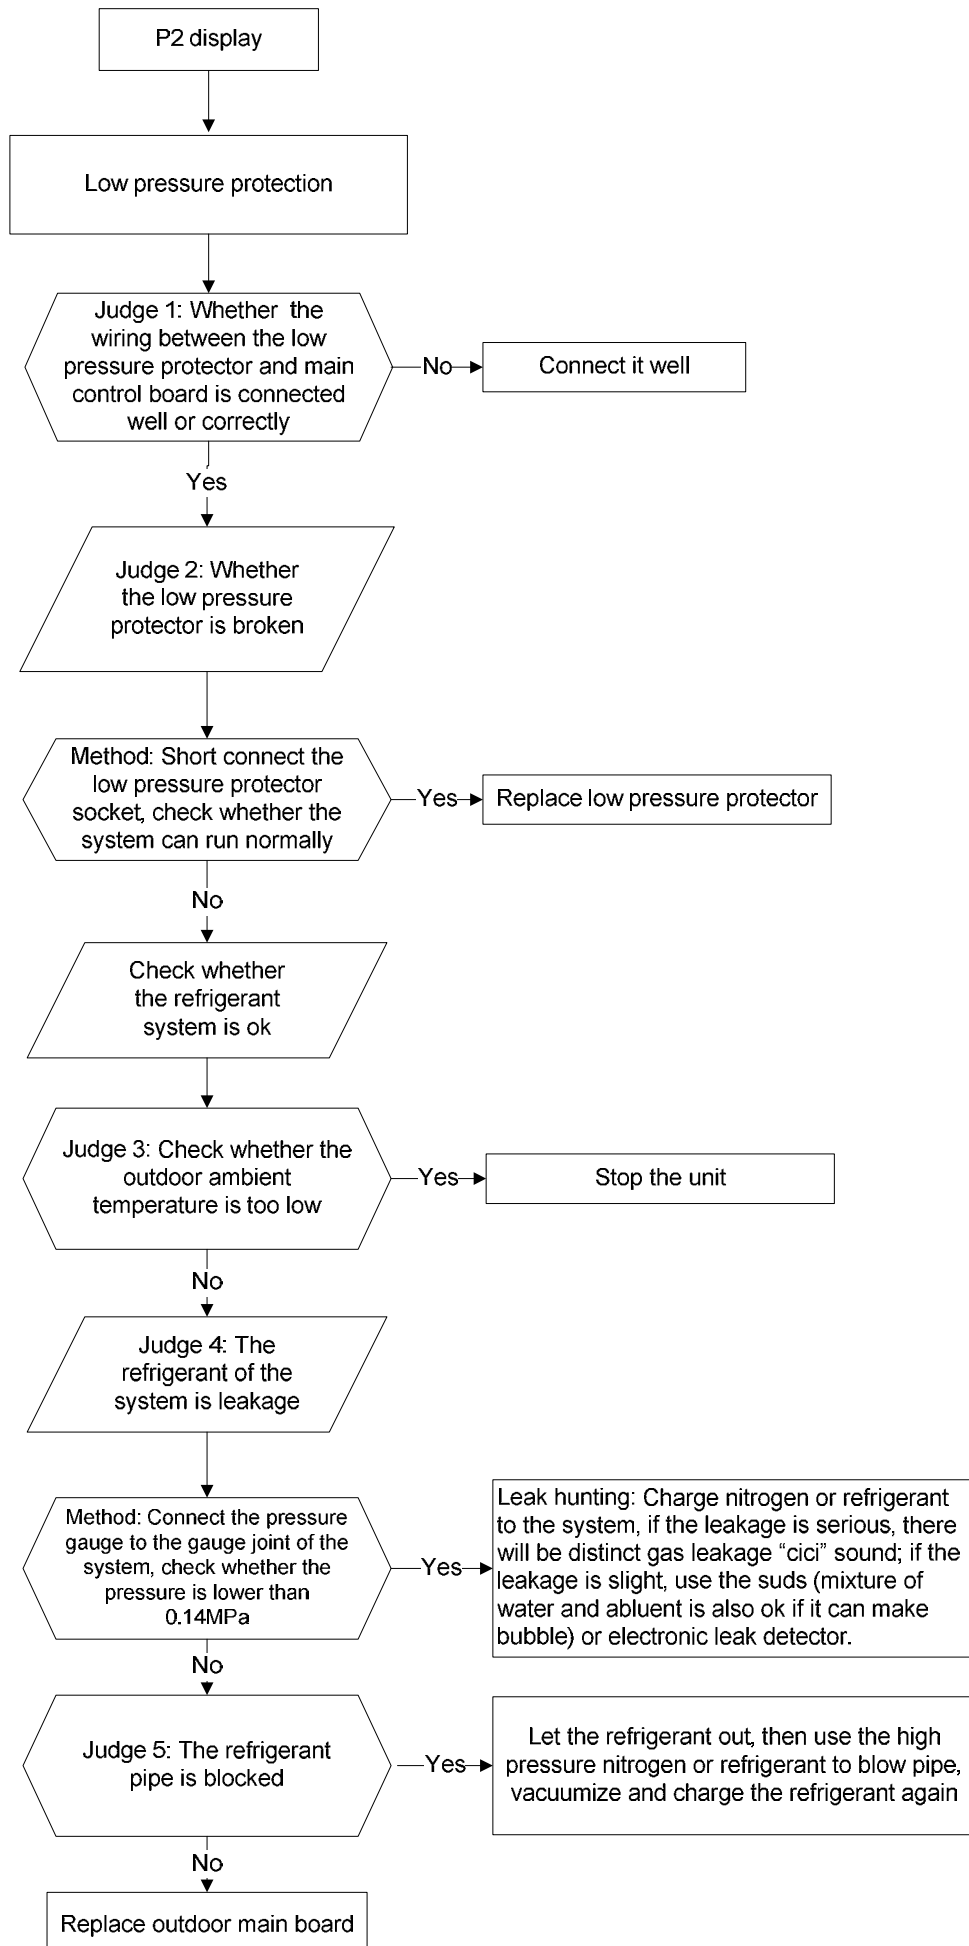 P2 display
Low pressure protection
Judge 1: Whether the
wiring between the low
pressure protector and main
control board is connected
well or correctly
No
Connect it well
Yes
Judge 2: Whether
the low pressure
protector is broken
Method: Short connect the
low pressure protector
socket, check whether the
system can run normally
Yes
Replace low pressure protector
No
Check whether
the refrigerant
system is ok
Judge 3: Check whether the
outdoor ambient
temperature is too low
Yes
Stop the unit
No
Judge 4: The
refrigerant of the
system is leakage
Method: Connect the pressure
gauge to the gauge joint of the
system, check whether the
pressure is lower than
0.14MPa
Yes
Leak hunting: Charge nitrogen or refrigerant
to the system, if the leakage is serious, there
will be distinct gas leakage “cici” sound; if the
leakage is slight, use the suds (mixture of
water and abluent is also ok if it can make
bubble) or electronic leak detector.
No
Judge 5: The refrigerant
pipe is blocked
Yes
Let the refrigerant out, then use the high
pressure nitrogen or refrigerant to blow pipe,
vacuumize and charge the refrigerant again
No
Replace outdoor main board